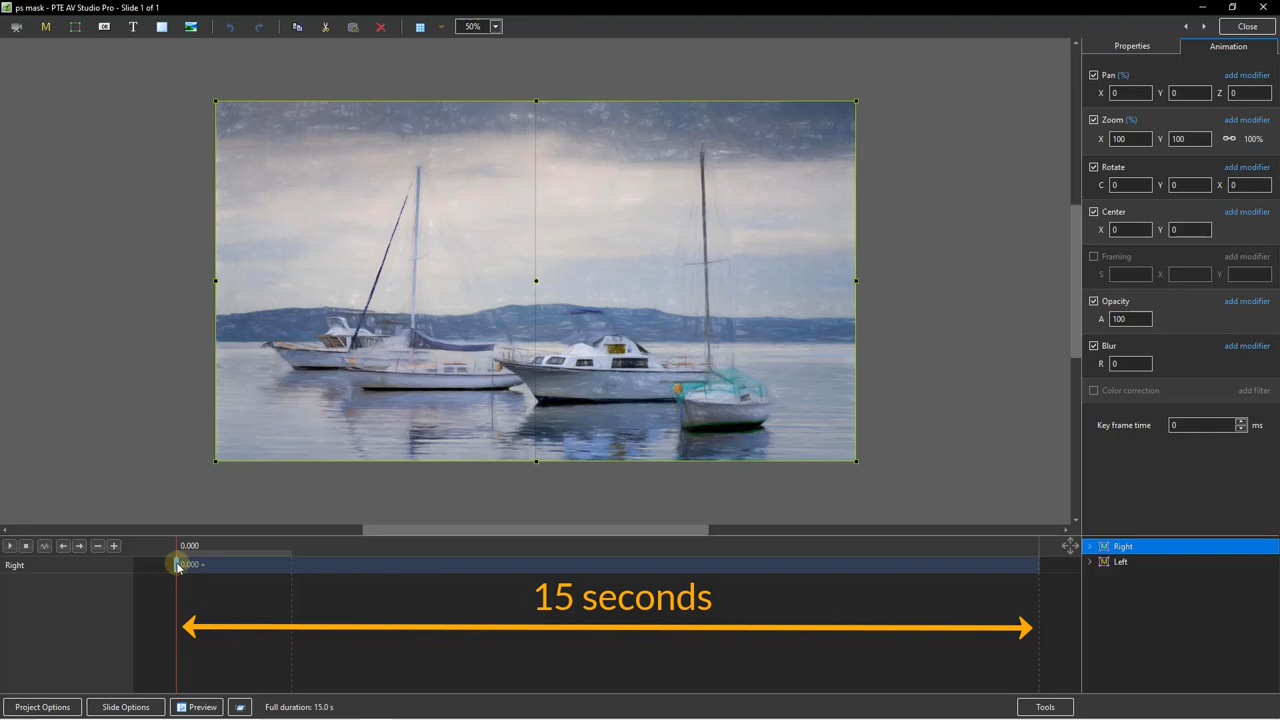 ps mask - PTE AV Studio Pro - Slide 1 of 1
M OK T 50% Close
Properties Animation
Pan (%) add modifier
X 0 Y 0 Z 0
Zoom (%) add modifier
X 100 Y 100 100%
Rotate add modifier
C 0 Y 0 X 0
Center add modifier
X 0 Y 0
Framing add modifier
S X Y
Opacity add modifier
A 100
Blur add modifier
R 0
Color correction add filter
Key frame time 0 ms
0.000
[M] Right
Right 0.000 +
[M] Left
15 seconds
Project Options Slide Options Preview Full duration: 15.0 s Tools